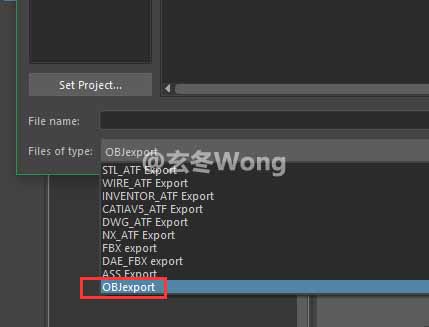 Set Project...
File name:
Files of type: OBJexport
@玄冬Wong
STL_ATF Export
WIRE_ATF Export
INVENTOR_ATF Export
CATIAV5_ATF Export
DWG_ATF Export
NX_ATF Export
FBX export
DAE_FBX export
ASS Export
OBJexport